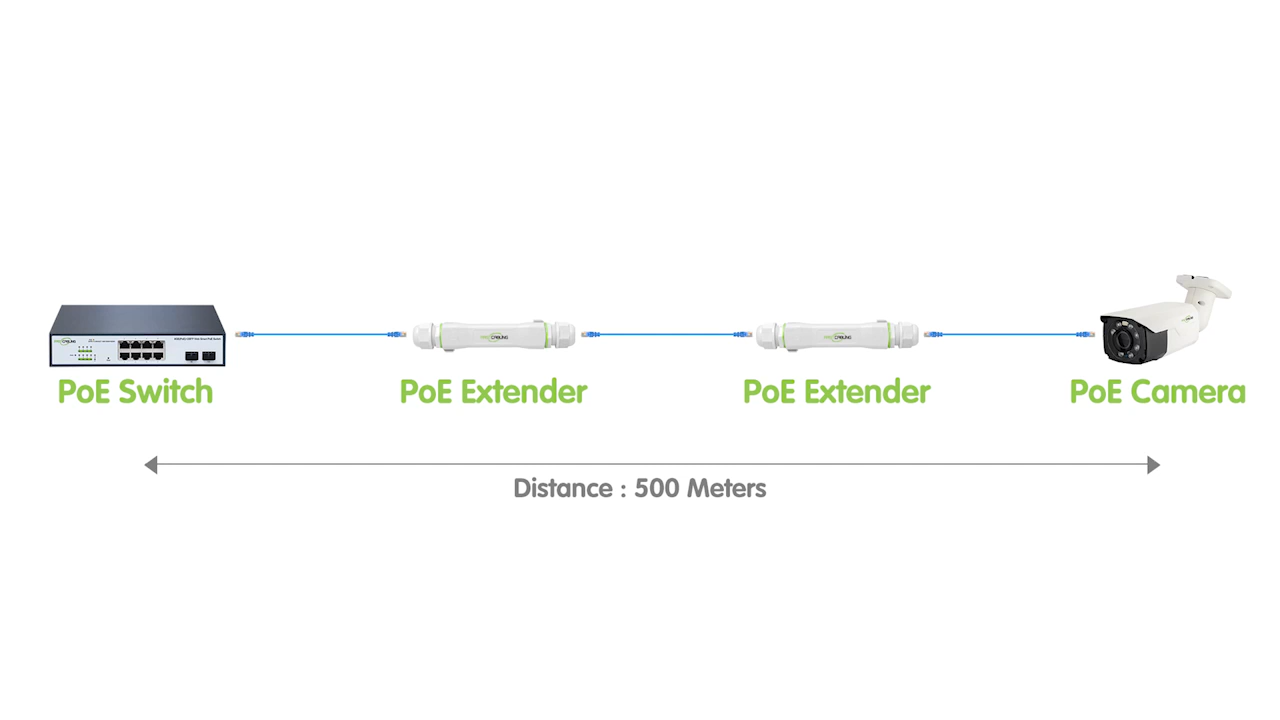 PoE Switch
PoE Extender
PoE Extender
PoE Camera
Distance : 500 Meters